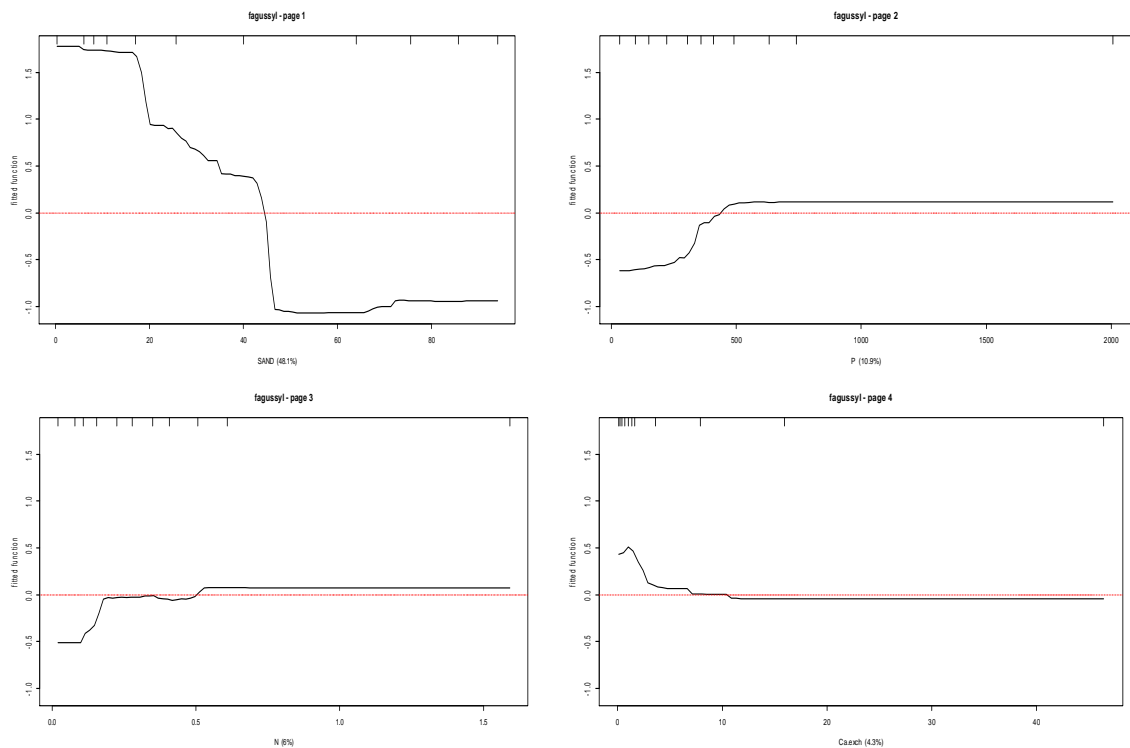 fagussyl - page 1
fitted function
1.5
1.0
0.5
0.0
-0.5
-1.0
0 20 40 60 80
SAND (48.1%)
fagussyl - page 2
fitted function
1.5
1.0
0.5
0.0
-0.5
-1.0
0 500 1000 1500 2000
P (10.9%)
fagussyl - page 3
fitted function
1.5
1.0
0.5
0.0
-0.5
-1.0
0.0 0.5 1.0 1.5
N (6%)
fagussyl - page 4
fitted function
1.5
1.0
0.5
0.0
-0.5
-1.0
0 10 20 30 40
Ca.exch (4.3%)